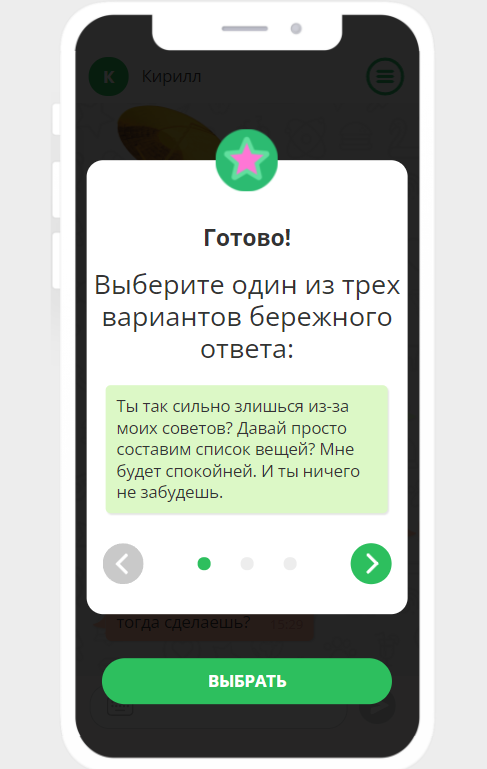 К Кирилл
Готово!
Выберите один из трех
вариантов бережного
ответа:
Ты так сильно злишься из-за
моих советов? Давай просто
составим список вещей? Мне
будет спокойней. И ты ничего
не забудешь.
тогда сделаешь? 15:29
ВЫБРАТЬ